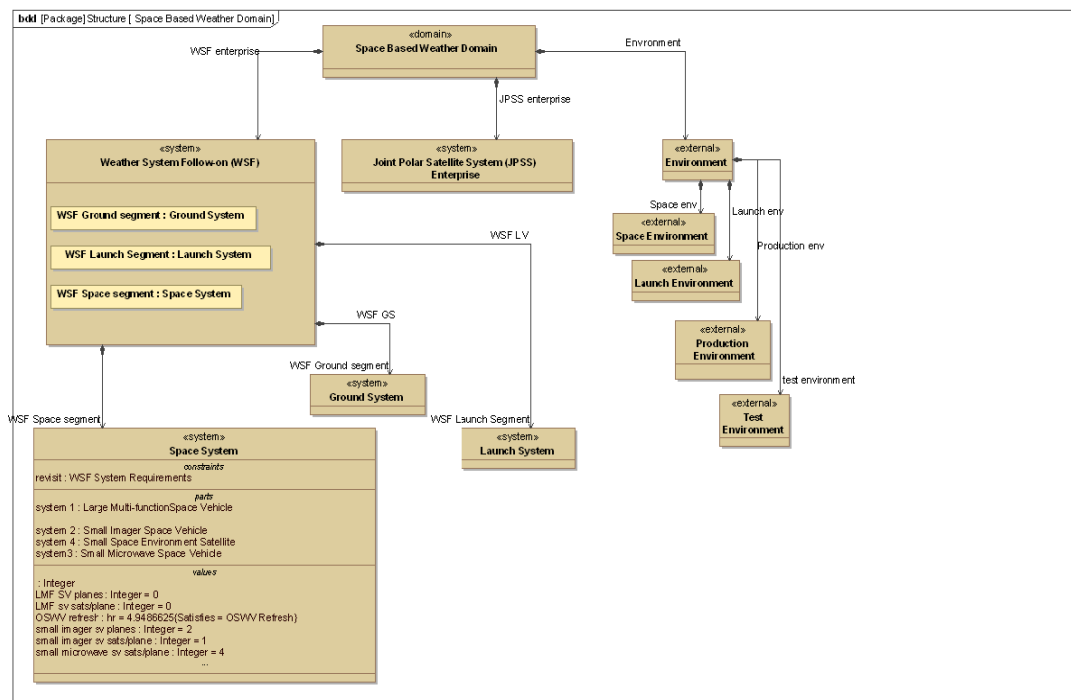 bdd [Package] Structure [ Space Based Weather Domain]
«domain»
Space Based Weather Domain
WSF enterprise
Environment
JPSS enterprise
«system»
Weather System Follow-on (WSF)
WSF Ground segment : Ground System
WSF Launch Segment : Launch System
WSF Space segment : Space System
«system»
Joint Polar Satellite System (JPSS)
Enterprise
«external»
Environment
Space env
Launch env
Production env
test environment
«external»
Space Environment
«external»
Launch Environment
«external»
Production
Environment
«external»
Test
Environment
WSF LV
WSF GS
WSF Ground segment
«system»
Ground System
WSF Launch Segment
«system»
Launch System
WSF Space segment
«system»
Space System
constraints
revisit : WSF System Requirements
parts
system 1 : Large Multi-functionSpace Vehicle
system 2 : Small Imager Space Vehicle
system 4 : Small Space Environment Satellite
system3 : Small Microwave Space Vehicle
values
: Integer
LMF SV planes : Integer = 0
LMF sv sats/plane : Integer = 0
OSWV refresh : hr = 4.9486625{Satisfies = OSWV Refresh}
small imager sv planes : Integer = 2
small imager sv sats/plane : Integer = 1
small microwave sv sats/plane : Integer = 4
...